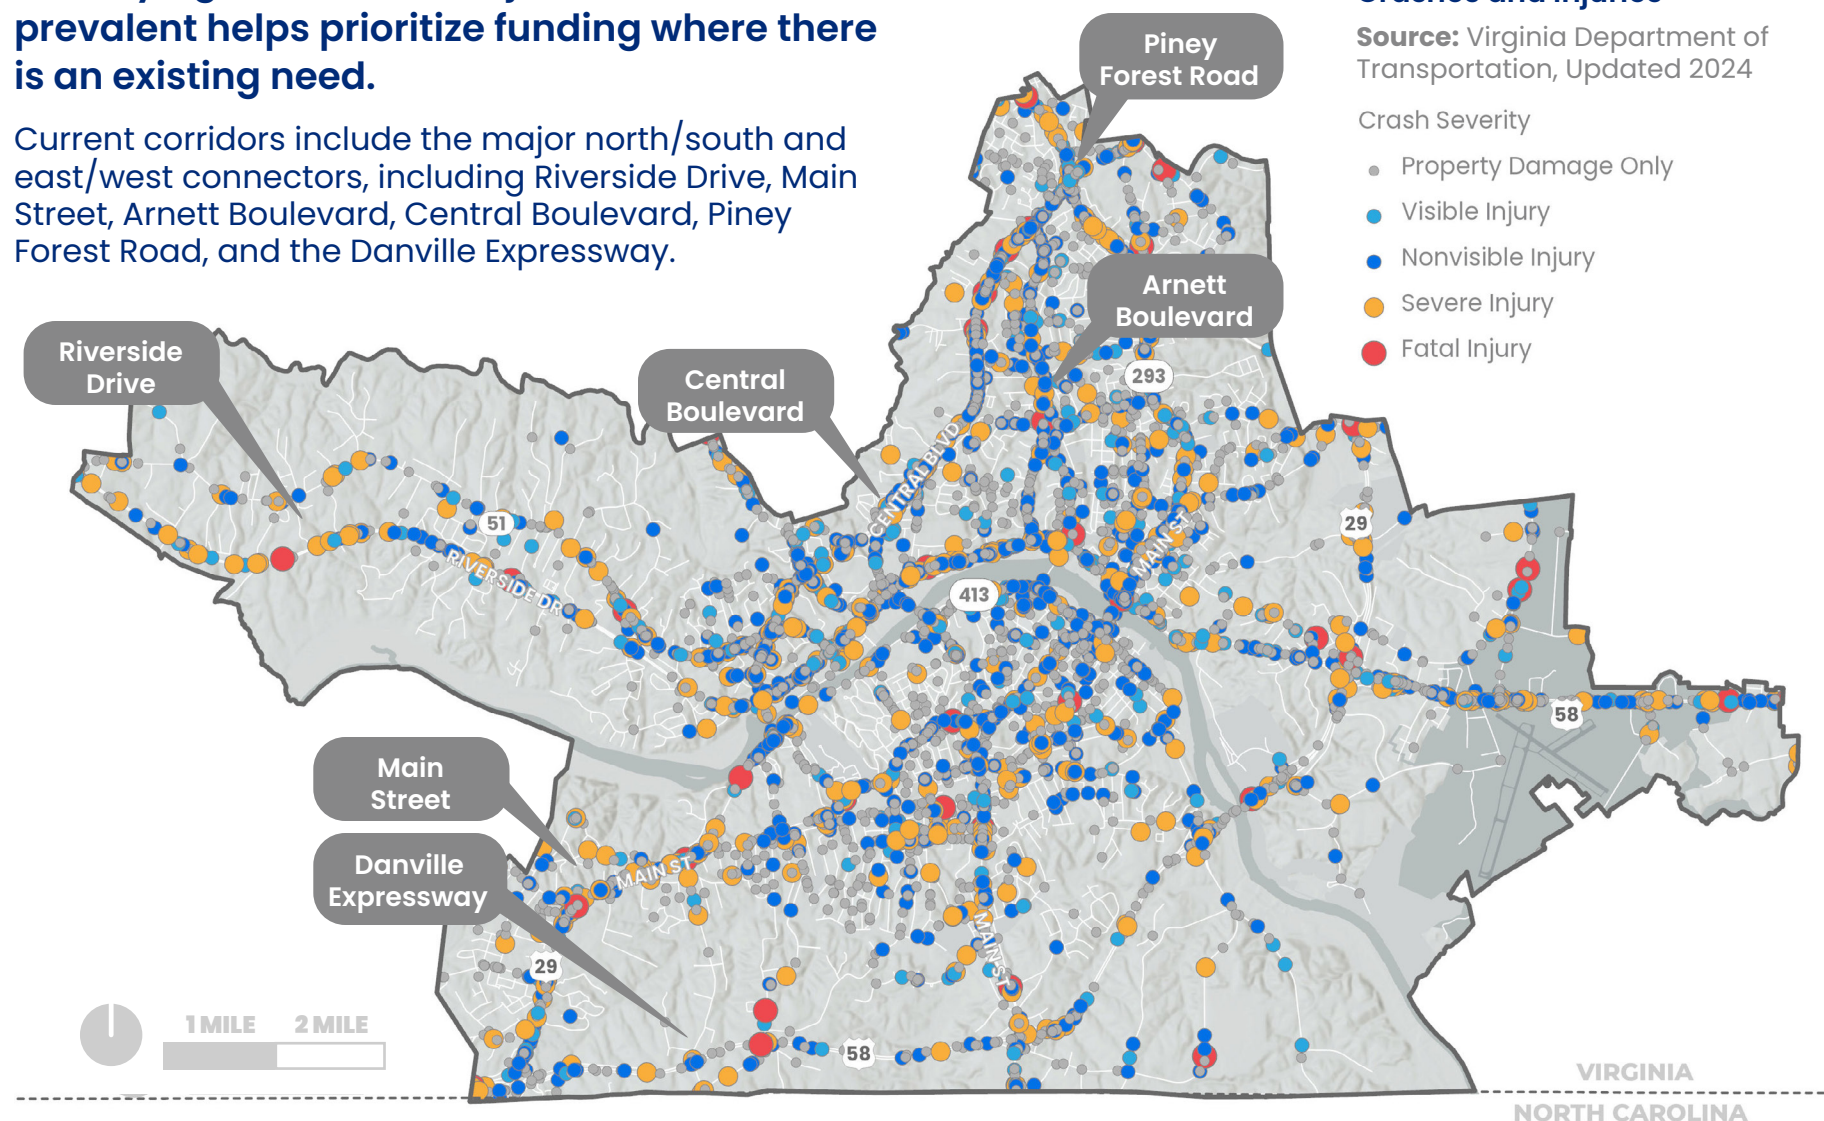 prevalent helps prioritize funding where there
is an existing need.
Current corridors include the major north/south and
east/west connectors, including Riverside Drive, Main
Street, Arnett Boulevard, Central Boulevard, Piney
Forest Road, and the Danville Expressway.
Source: Virginia Department of
Transportation, Updated 2024
Crash Severity
Property Damage Only
Visible Injury
Nonvisible Injury
Severe Injury
Fatal Injury
Piney
Forest Road
Arnett
Boulevard
Riverside
Drive
Central
Boulevard
293
CENTRAL BLVD
51
RIVERSIDE DR
29
MAIN ST
413
58
Main
Street
Danville
Expressway
MAIN ST
MAIN ST
29
58
1 MILE 2 MILE
VIRGINIA
NORTH CAROLINA